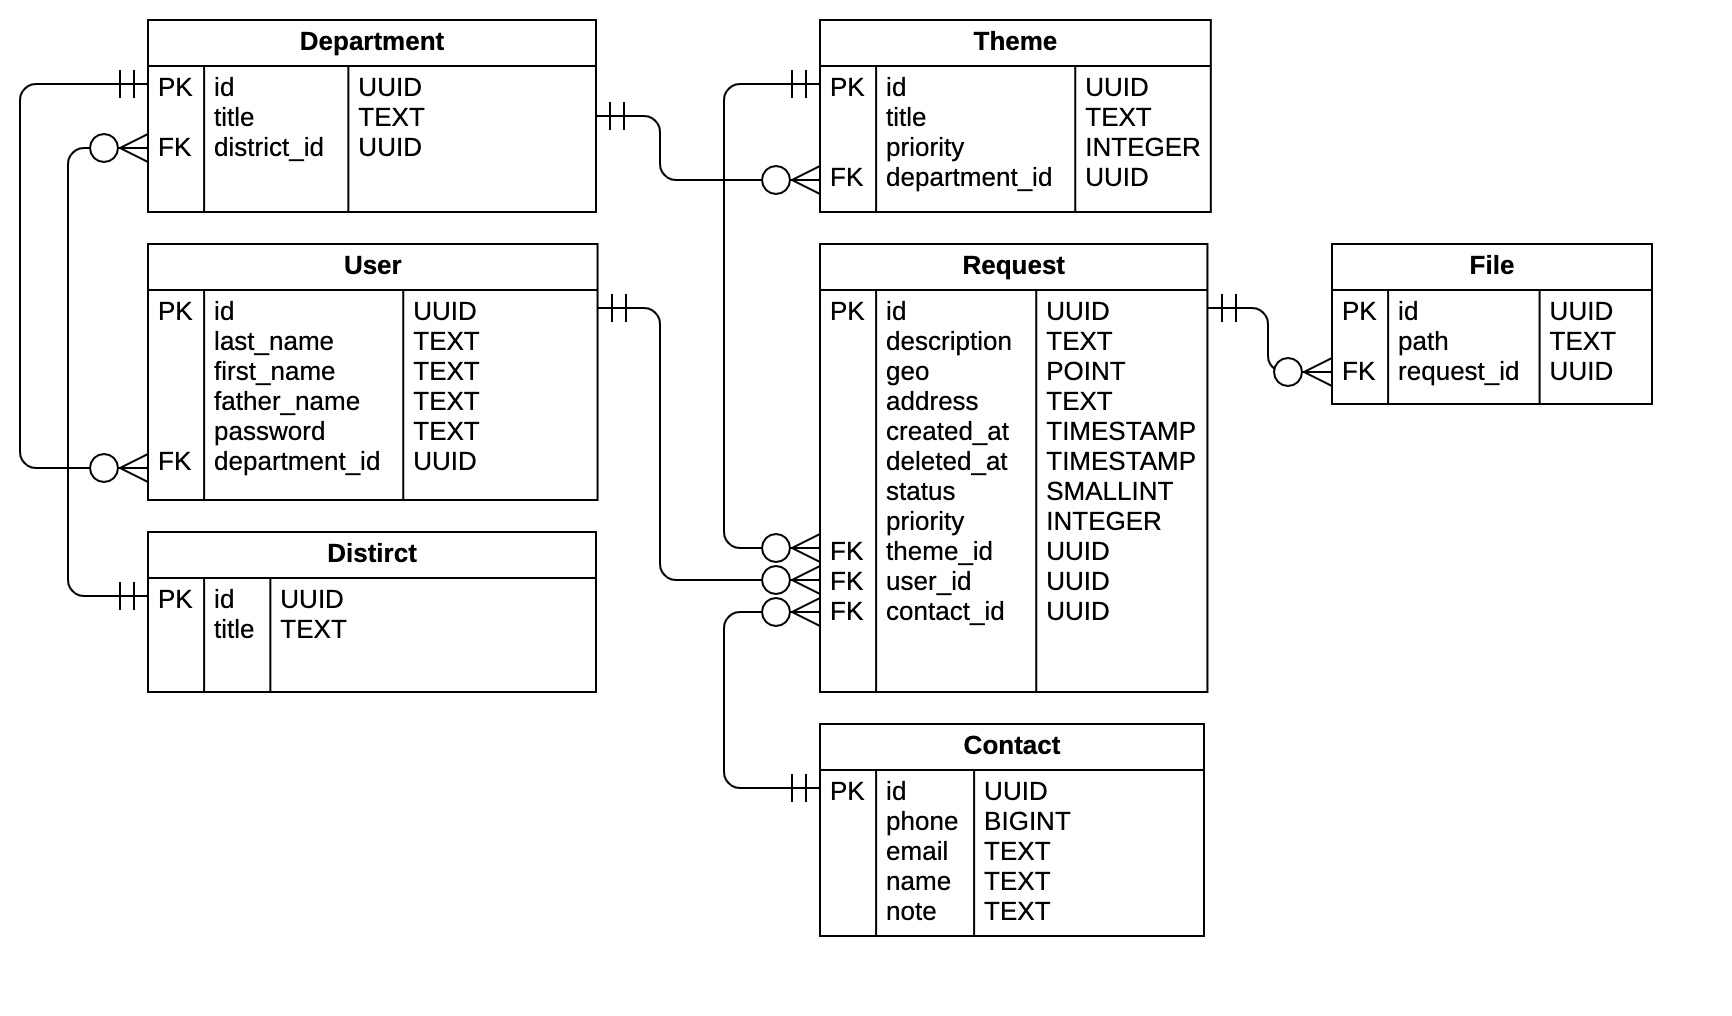 Department
PK id UUID
title TEXT
FK district_id UUID
Theme
PK id UUID
title TEXT
priority INTEGER
FK department_id UUID
User
PK id UUID
last_name TEXT
first_name TEXT
father_name TEXT
password TEXT
FK department_id UUID
Request
PK id UUID
description TEXT
geo POINT
address TEXT
created_at TIMESTAMP
deleted_at TIMESTAMP
status SMALLINT
priority INTEGER
FK theme_id UUID
FK user_id UUID
FK contact_id UUID
File
PK id UUID
path TEXT
FK request_id UUID
Distirct
PK id UUID
title TEXT
Contact
PK id UUID
phone BIGINT
email TEXT
name TEXT
note TEXT